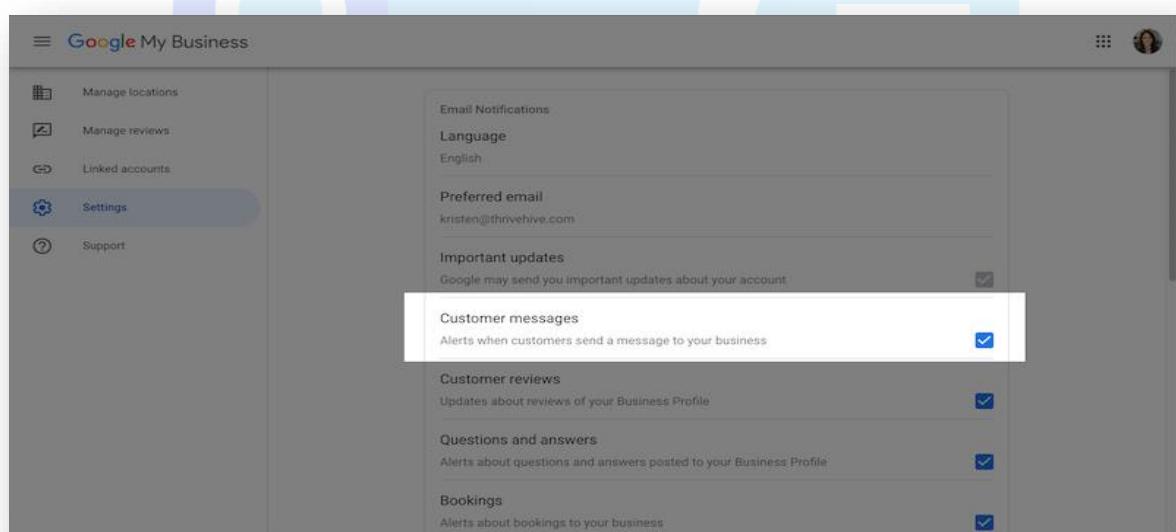 Google My Business
Manage locations
Manage reviews
Linked accounts
Settings
Support
Email Notifications
Language
English
Preferred email
kristen@thrivehive.com
Important updates
Google may send you important updates about your account
Customer messages
Alerts when customers send a message to your business
Customer reviews
Updates about reviews of your Business Profile
Questions and answers
Alerts about questions and answers posted to your Business Profile
Bookings
Alerts about bookings to your business